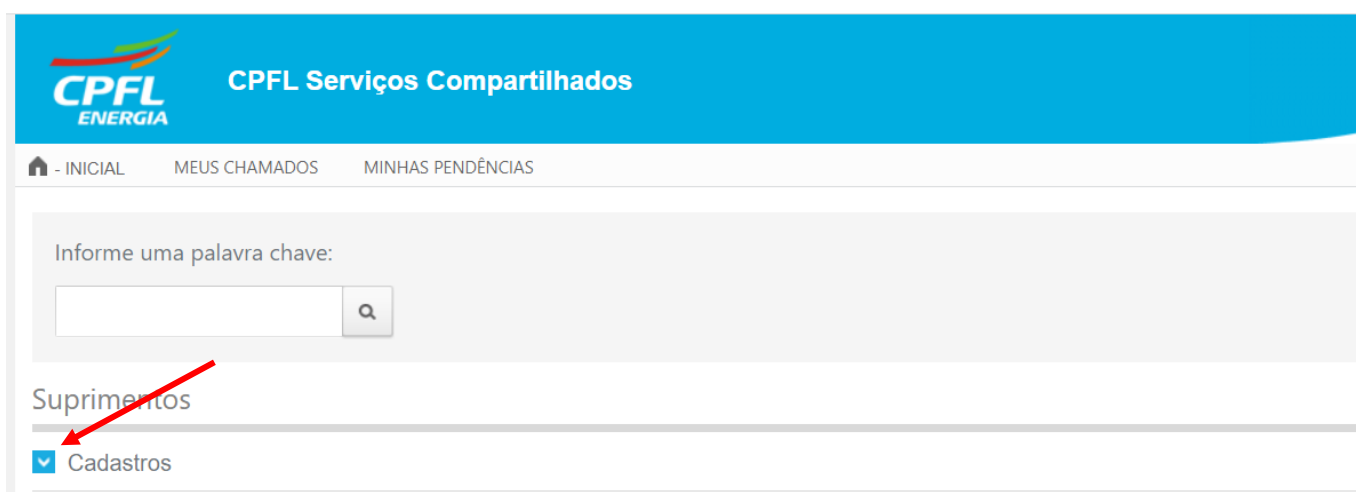 CPFL
ENERGIA
CPFL Serviços Compartilhados
- INICIAL MEUS CHAMADOS MINHAS PENDÊNCIAS
Informe uma palavra chave:
Suprimentos
Cadastros